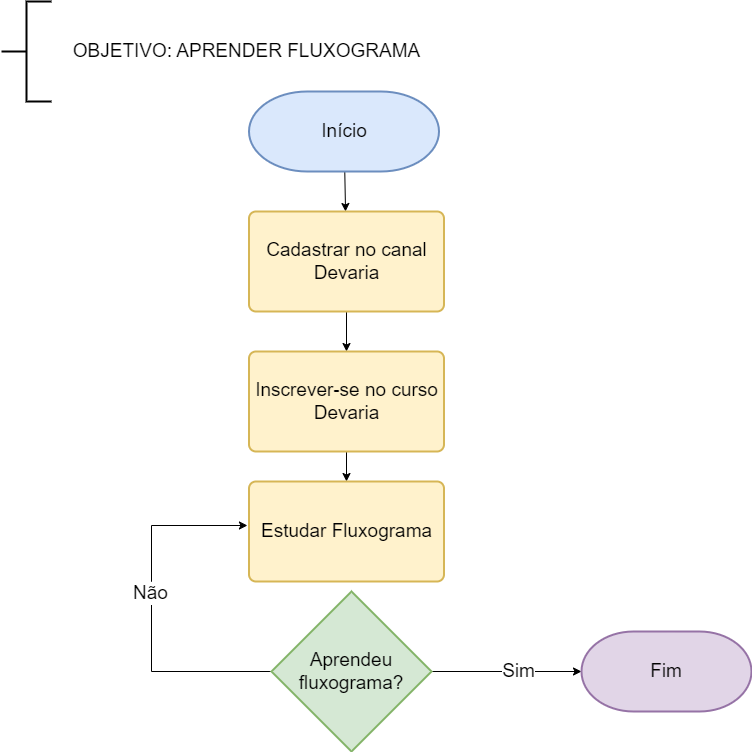 OBJETIVO: APRENDER FLUXOGRAMA
Início
Cadastrar no canal
Devaria
Inscrever-se no curso
Devaria
Estudar Fluxograma
Não
Aprendeu
fluxograma?
Sim
Fim